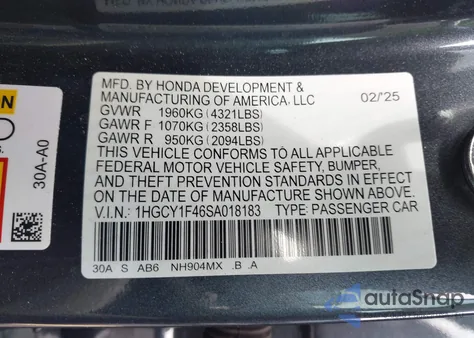 MFD. BY HONDA DEVELOPMENT &
MANUFACTURING OF AMERICA, LLC 02/'25
GVWR 1960KG (4321LBS)
GAWR F 1070KG (2358LBS)
GAWR R 950KG (2094LBS)
THIS VEHICLE CONFORMS TO ALL APPLICABLE
FEDERAL MOTOR VEHICLE SAFETY, BUMPER,
AND THEFT PREVENTION STANDARDS IN EFFECT
ON THE DATE OF MANUFACTURE SHOWN ABOVE.
V.I.N.: 1HGCY1F46SA018183 TYPE: PASSENGER CAR
30A S AB6 NH904MX .B .A
30A-A0
autoSnap